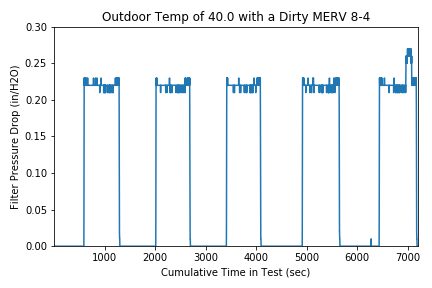 Outdoor Temp of 40.0 with a Dirty MERV 8-4
Filter Pressure Drop (in/H2O)
0.30
0.25
0.20
0.15
0.10
0.05
0.00
1000 2000 3000 4000 5000 6000 7000
Cumulative Time in Test (sec)